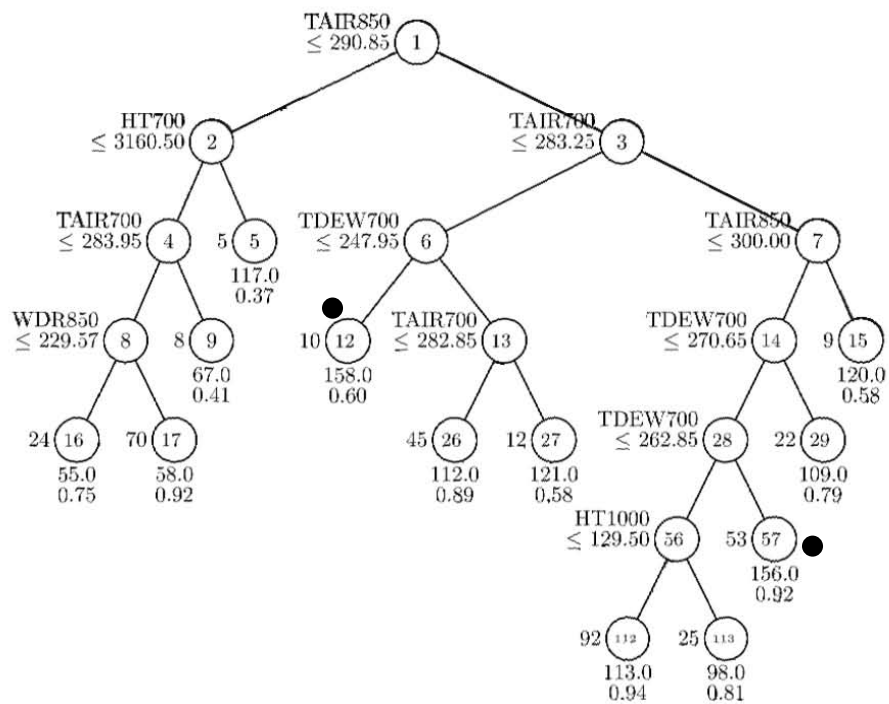 TAIR850
≤ 290.85 1
HT700
≤ 3160.50 2
TAIR700
≤ 283.25 3
TAIR700
≤ 283.95 4
5 5
117.0
0.37
TDEW700
≤ 247.95 6
TAIR850
≤ 300.00 7
WDR850
≤ 229.57 8
8 9
67.0
0.41
10 12
158.0
0.60
TAIR700
≤ 282.85 13
TDEW700
≤ 270.65 14
9 15
120.0
0.58
24 16
55.0
0.75
70 17
58.0
0.92
45 26
112.0
0.89
12 27
121.0
0,58
TDEW700
≤ 262.85 28
22 29
109.0
0.79
HT1000
≤ 129.50 56
53 57
156.0
0.92
92 112
113.0
0.94
25 113
98.0
0.81